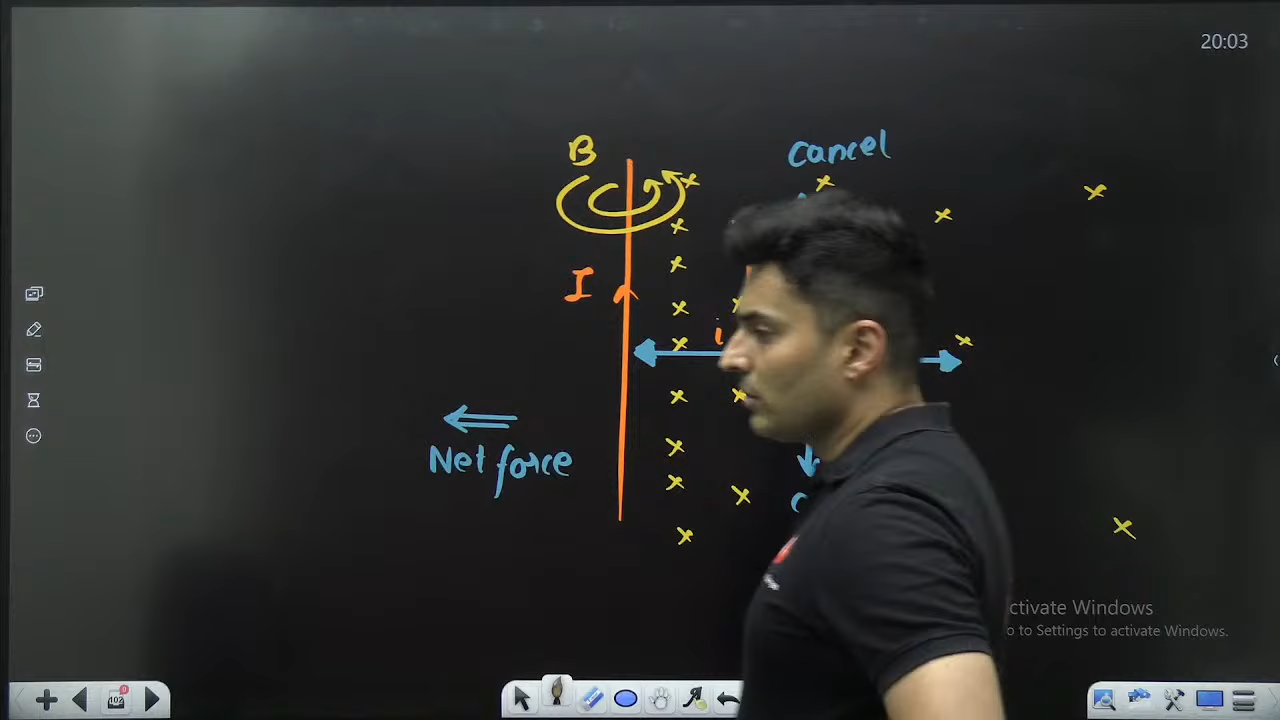 20:03
Cancel
B
I
i
Net force
ctivate Windows
o to Settings to activate Windows.